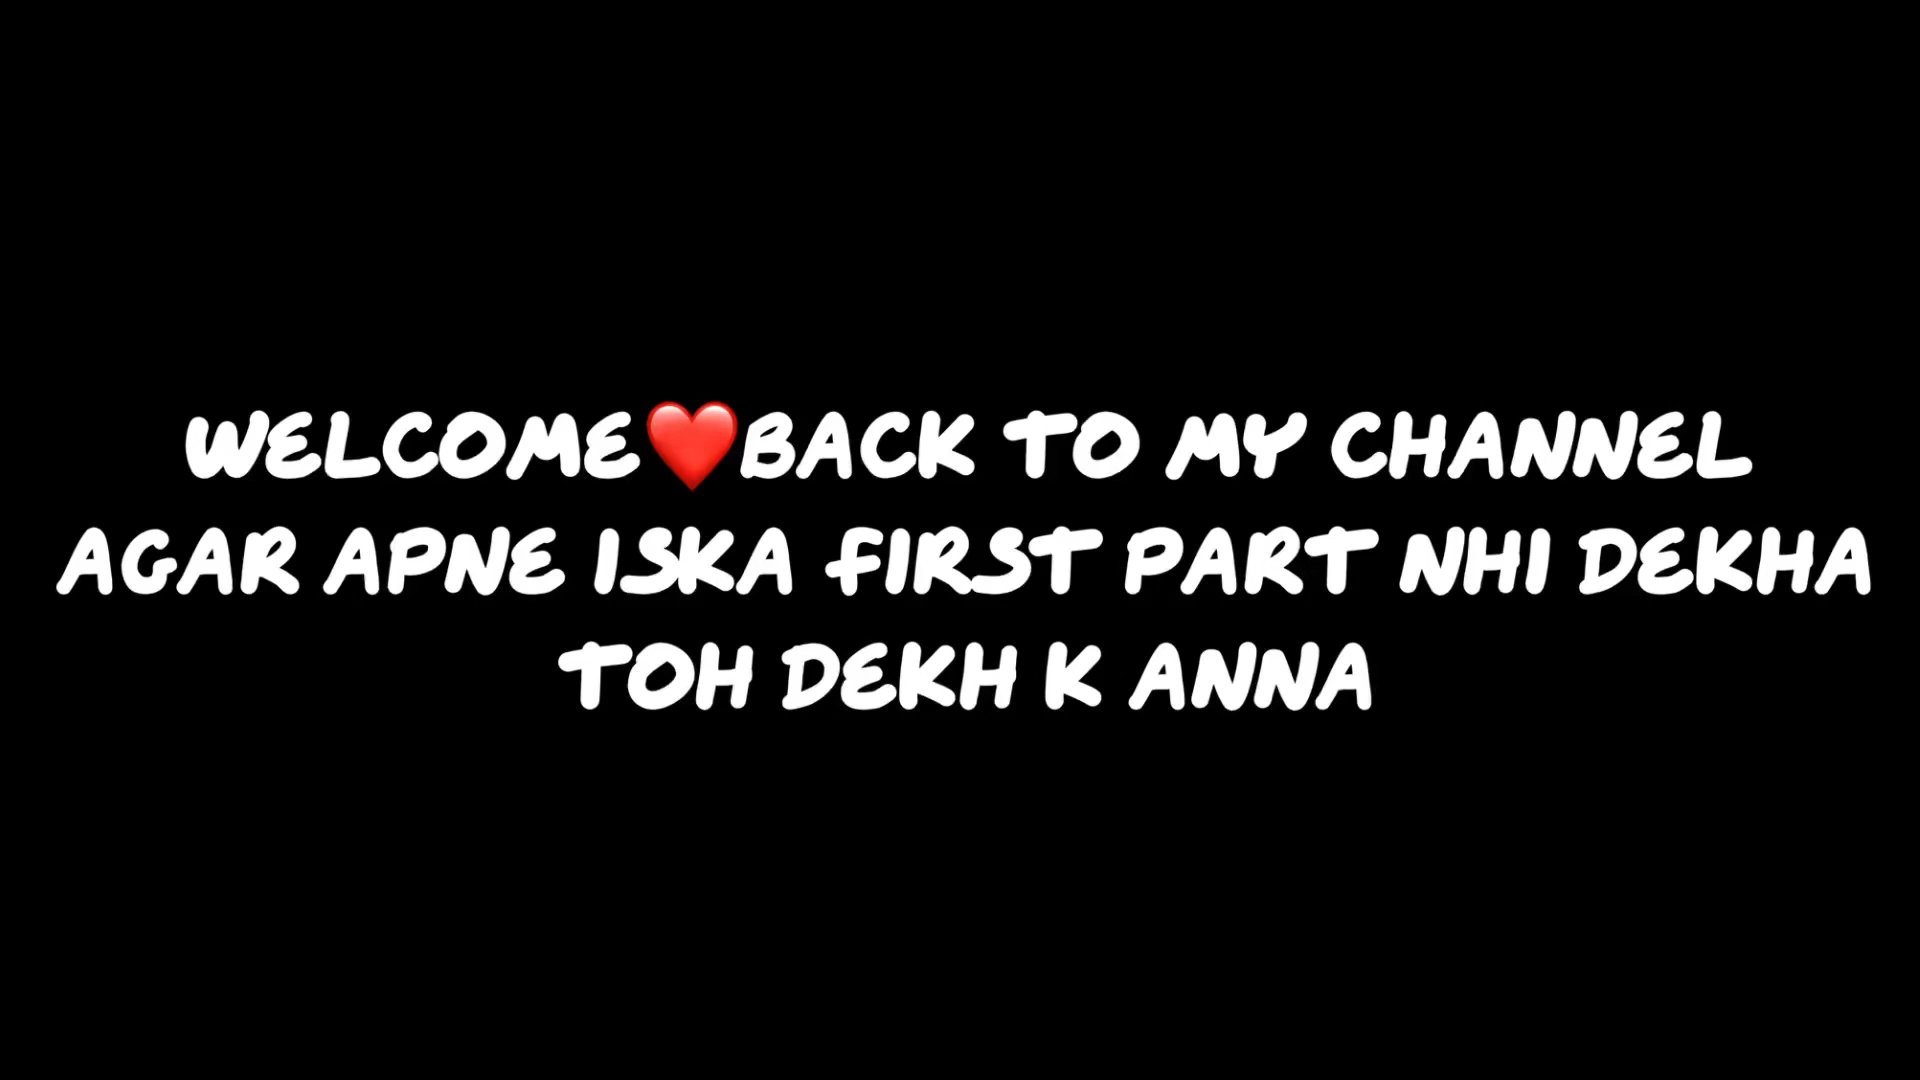 WELCOME❤️BACK TO MY CHANNEL
AGAR APNE ISKA FIRST PART NHI DEKHA
TOH DEKH K ANNA